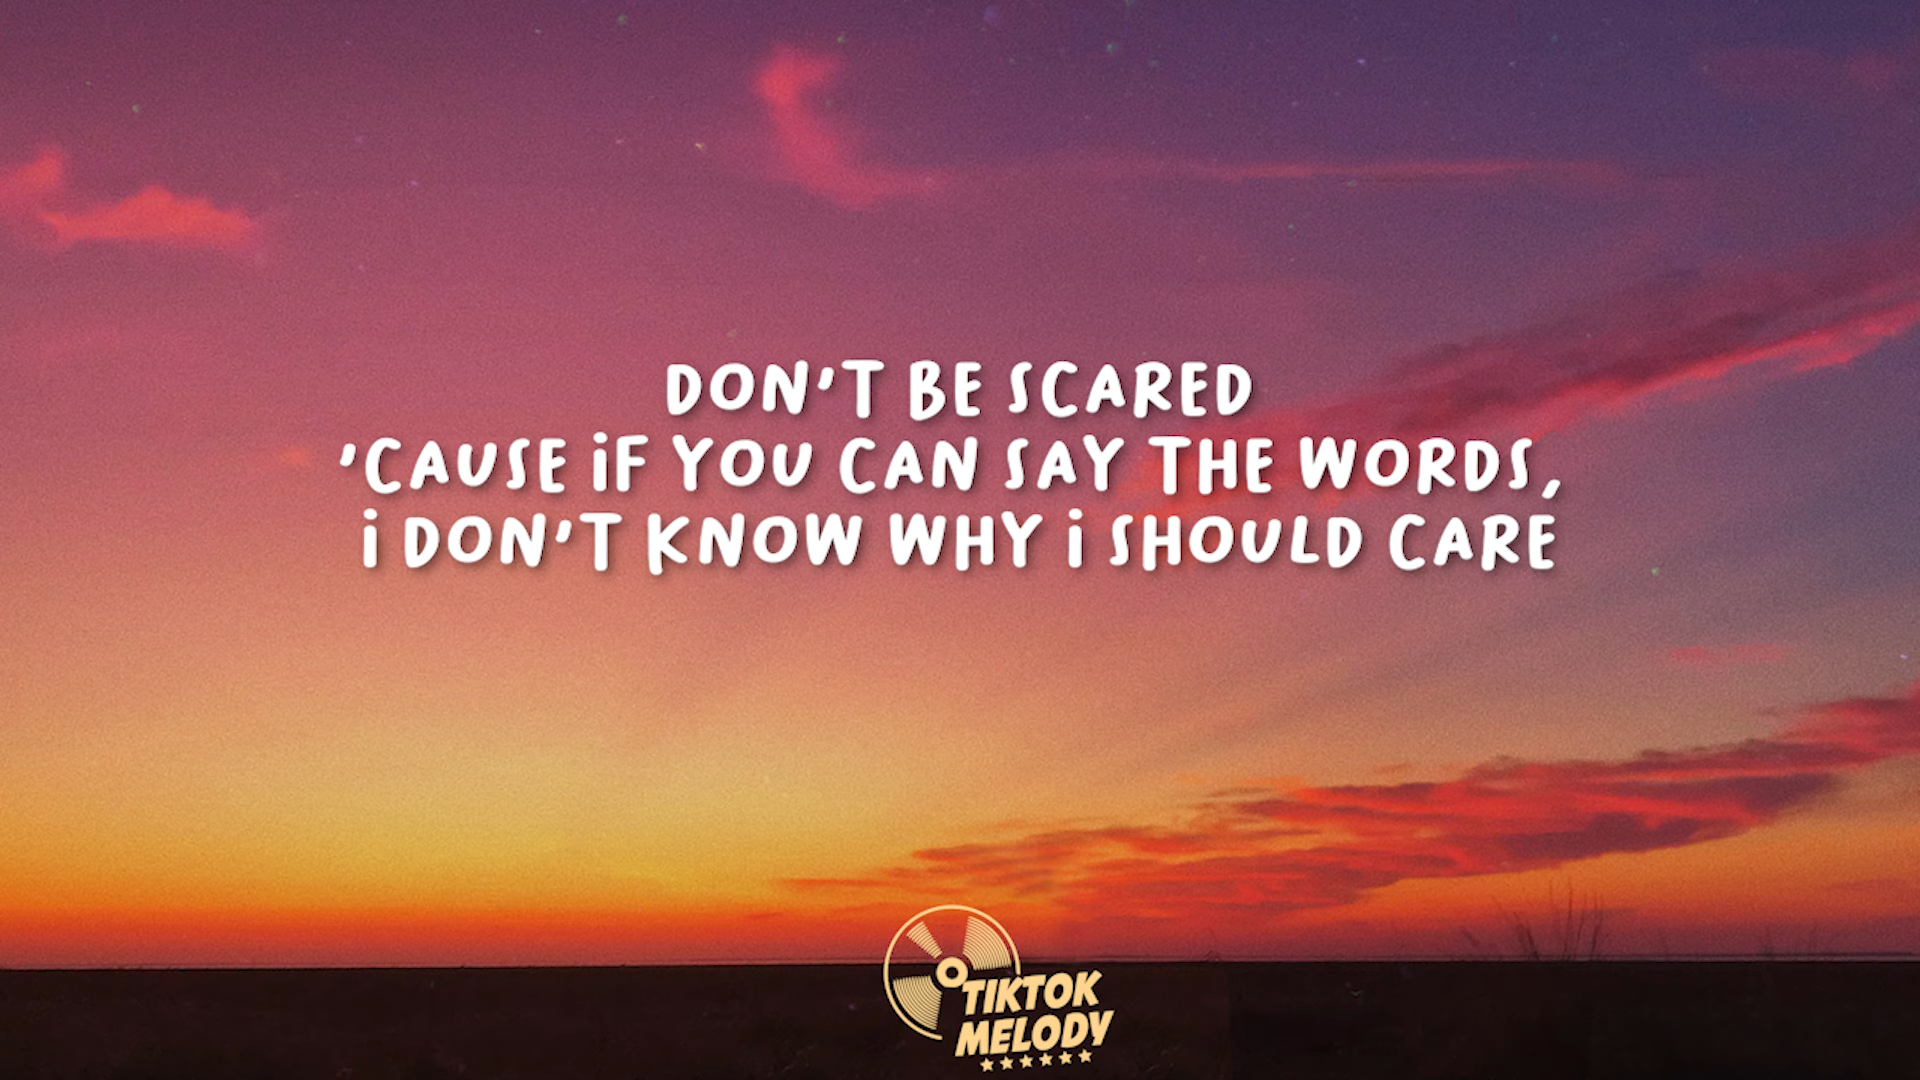 DON'T BE SCARED
'CAUSE iF YOU CAN SAY THE WORDS,
i DON'T KNOW WHY i SHOULD CARE
TIKTOK
MELODY